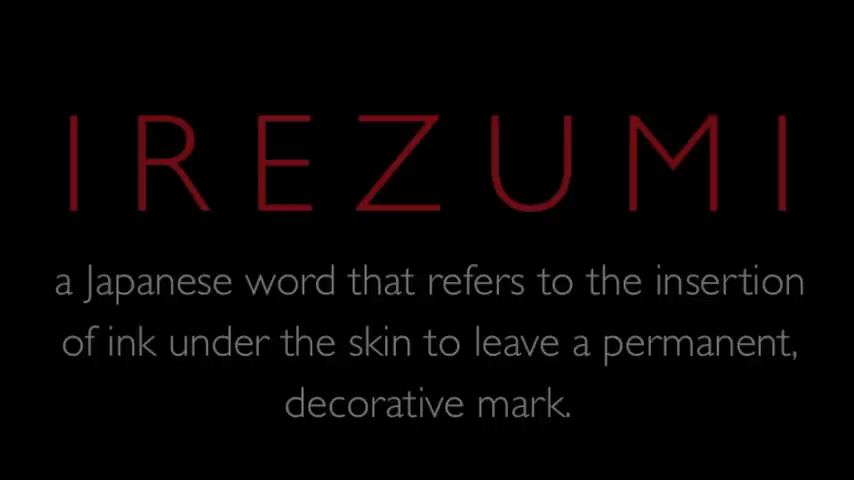 IREZUMI
a Japanese word that refers to the insertion
of ink under the skin to leave a permanent,
decorative mark.